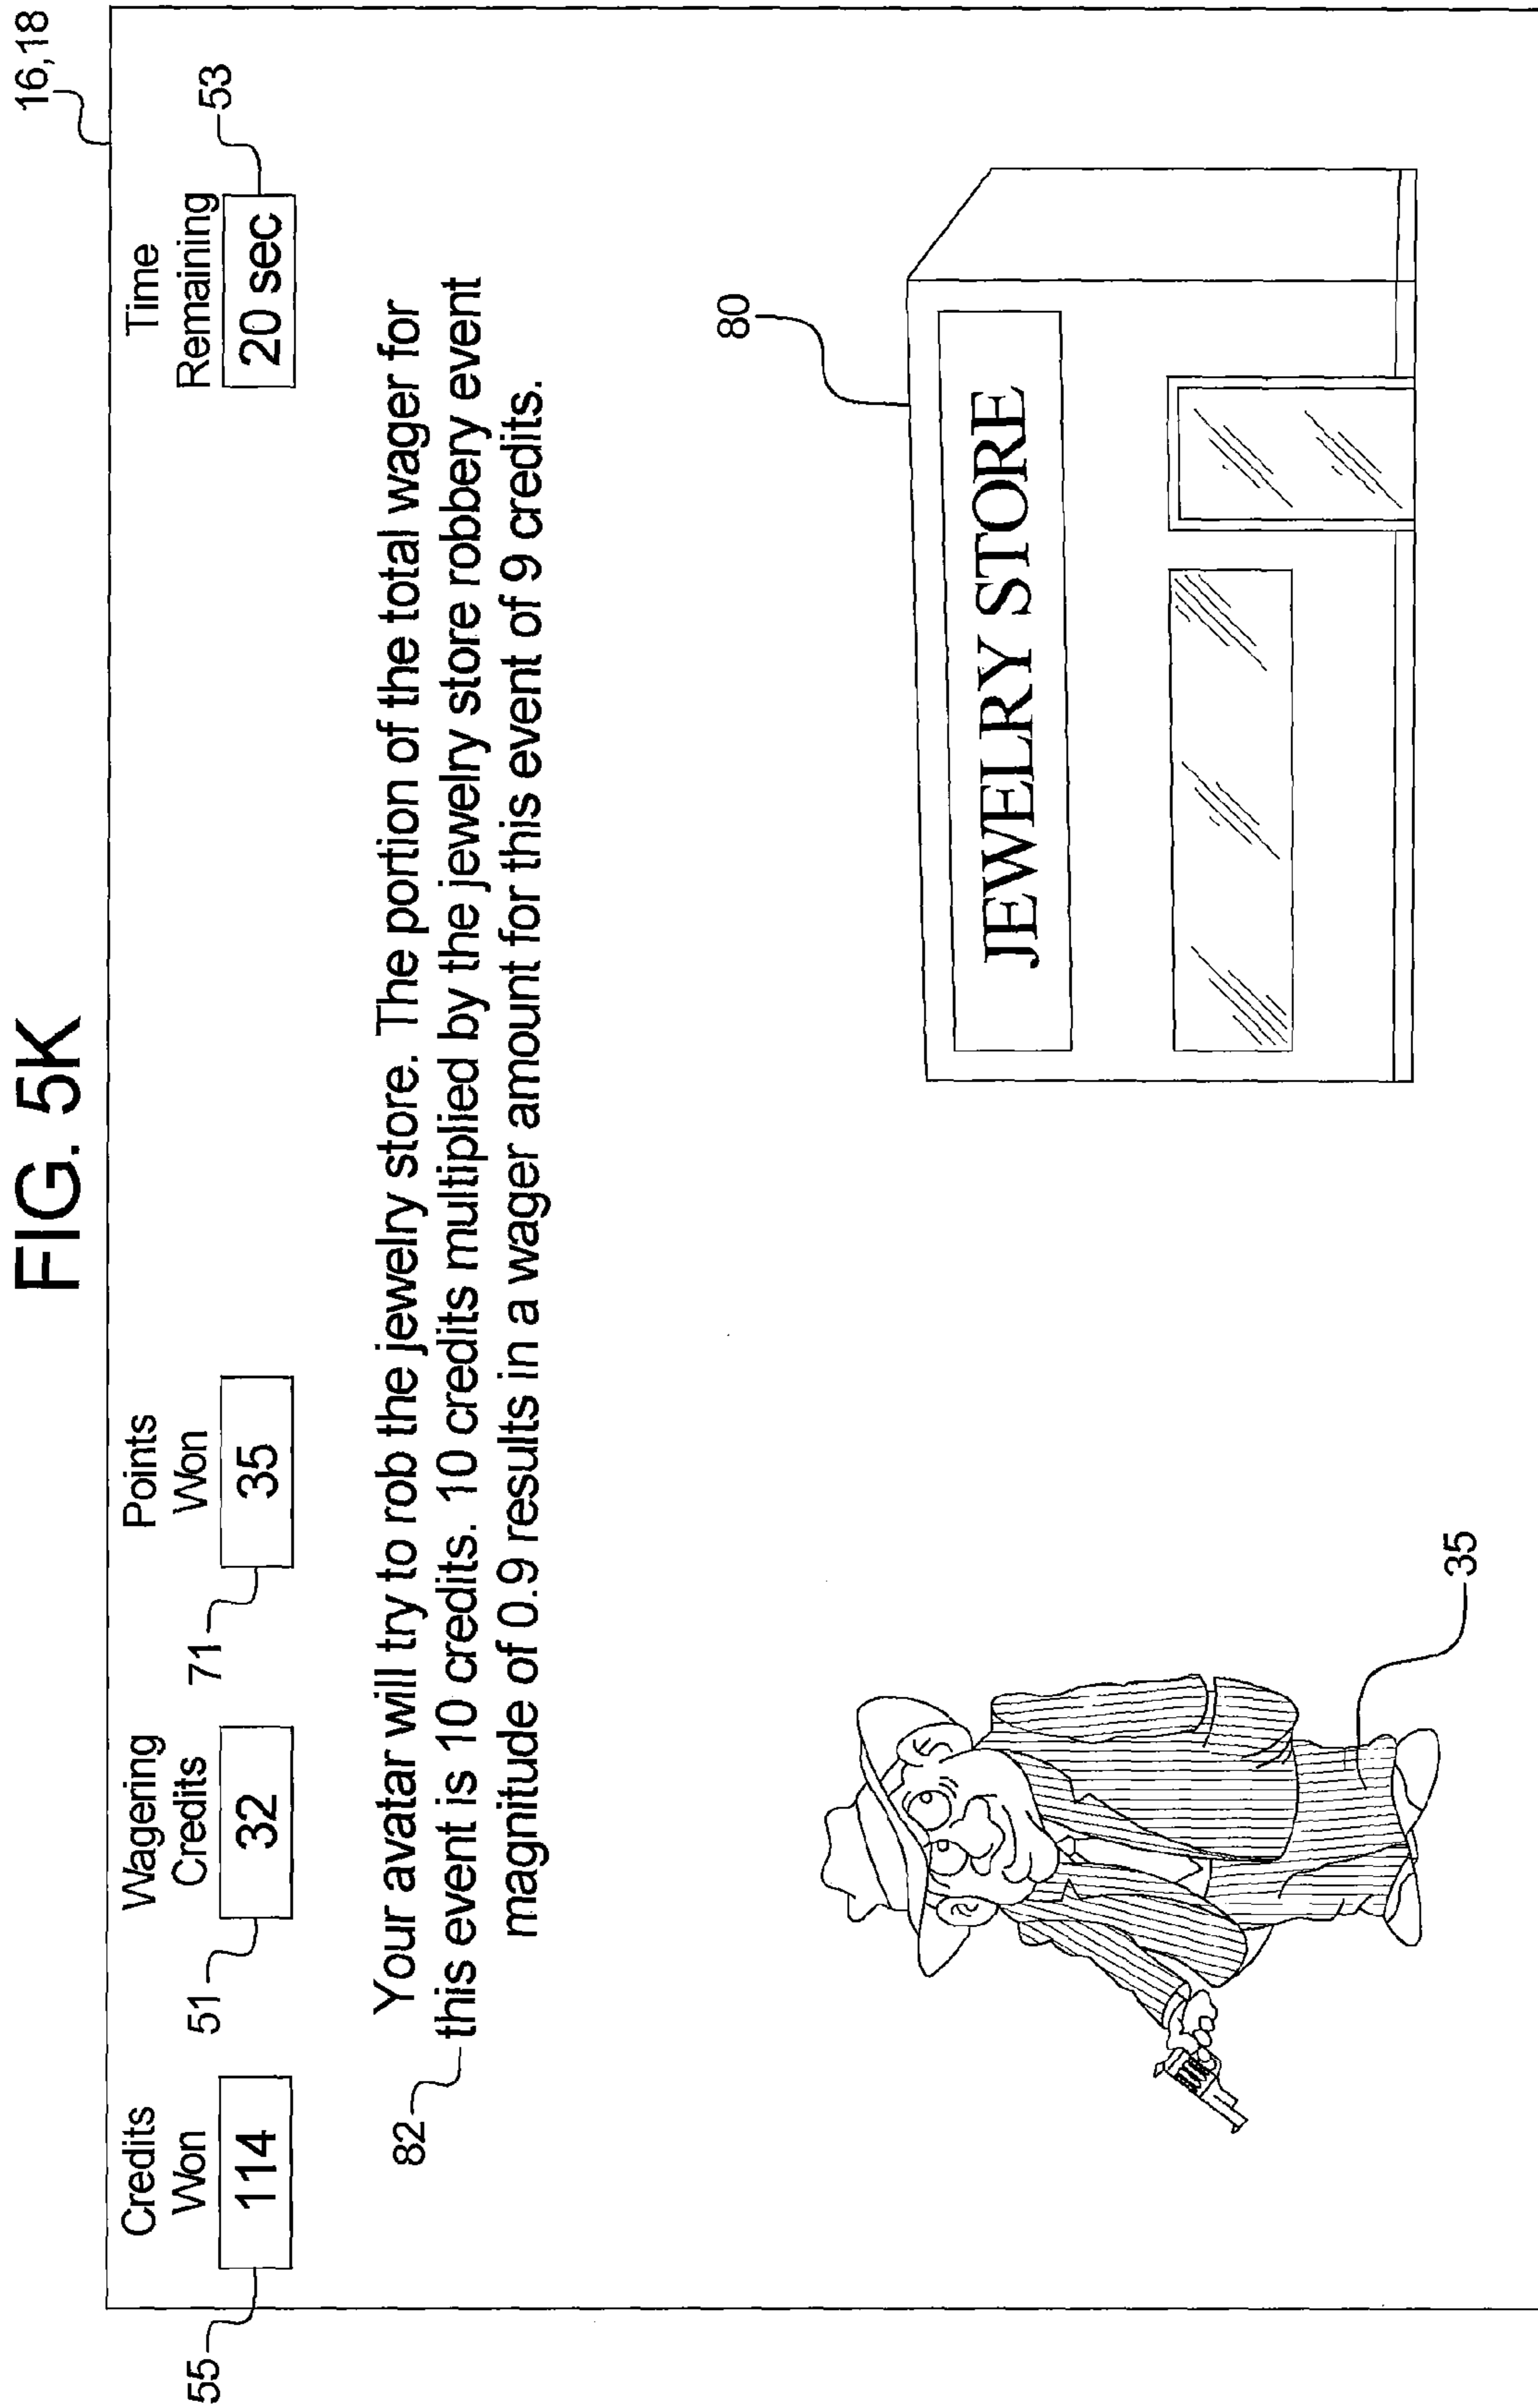 FIG. 5K
16,18
Credits
Won
114
55
Wagering
Credits
32
51
Points
Won
35
71
Time
Remaining
20 sec
53
82
Your avatar will try to rob the jewelry store. The portion of the total wager for
this event is 10 credits. 10 credits multiplied by the jewelry store robbery event
magnitude of 0.9 results in a wager amount for this event of 9 credits.
80
JEWELRY STORE
35